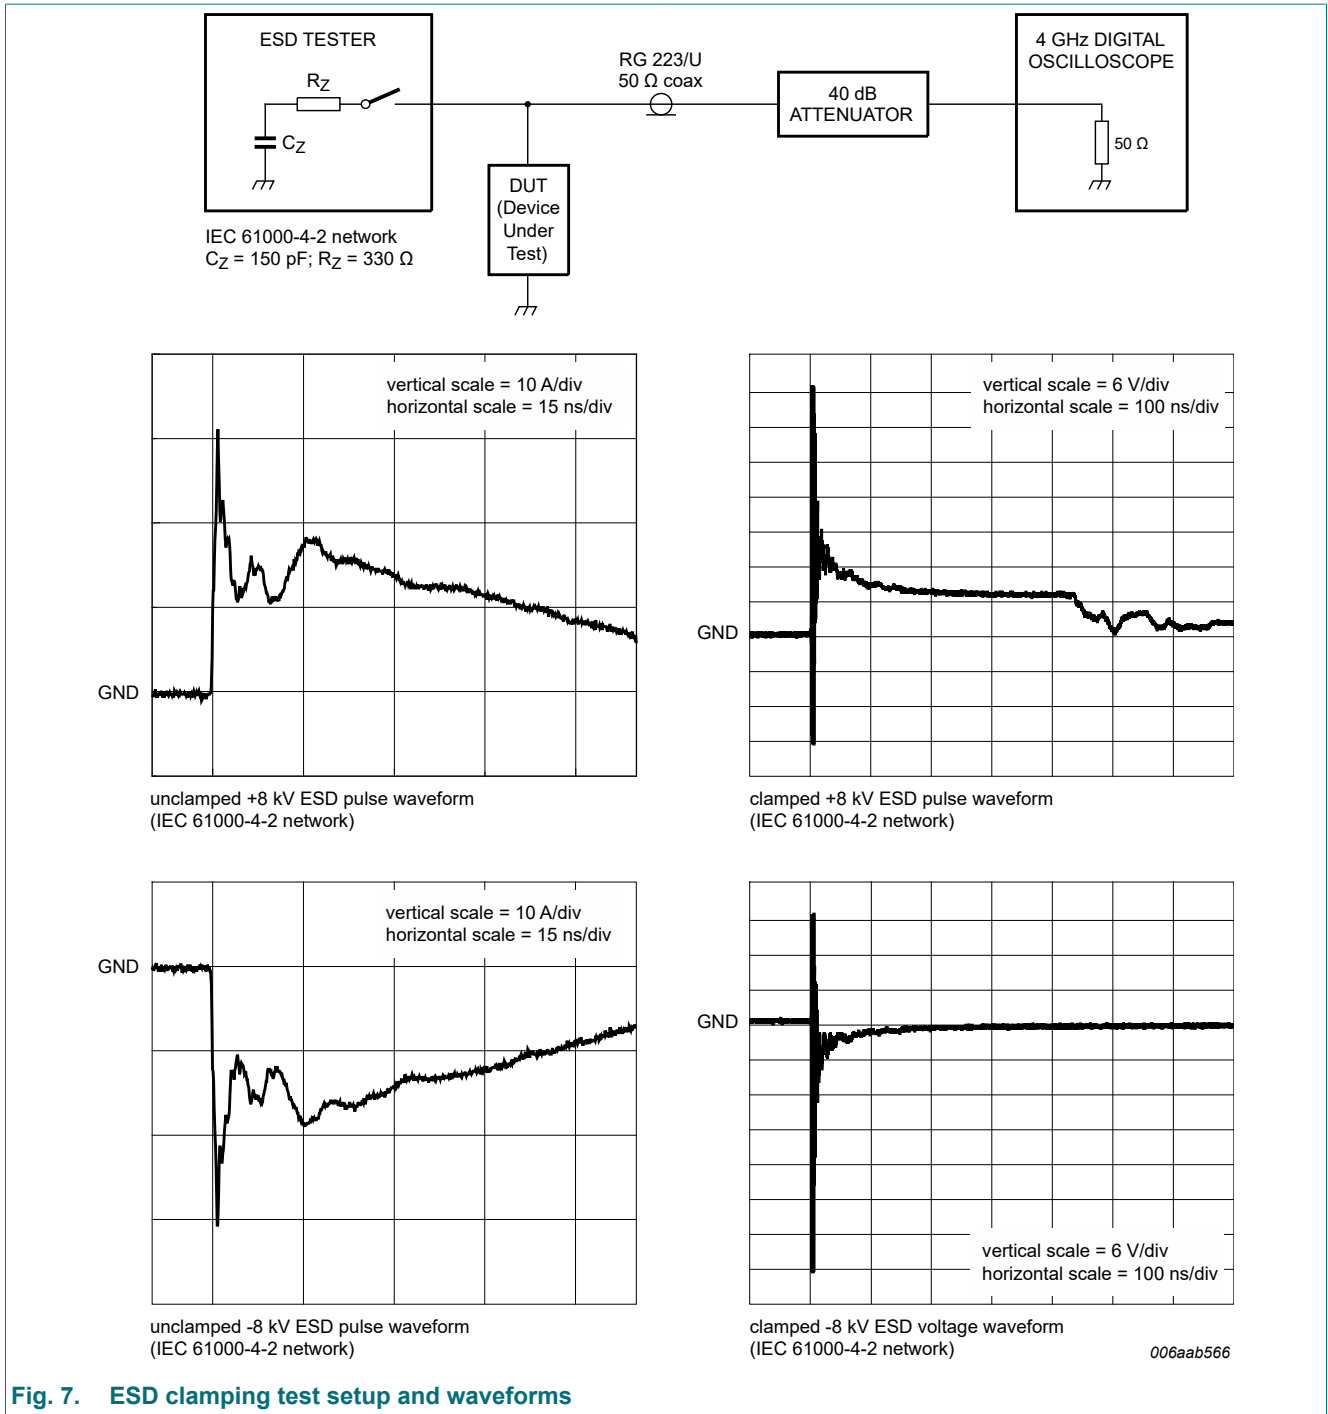 ESD TESTER
RZ
CZ
IEC 61000-4-2 network
CZ = 150 pF; RZ = 330 Ω
DUT
(Device
Under
Test)
RG 223/U
50 Ω coax
40 dB
ATTENUATOR
4 GHz DIGITAL
OSCILLOSCOPE
50 Ω
vertical scale = 10 A/div
horizontal scale = 15 ns/div
GND
unclamped +8 kV ESD pulse waveform
(IEC 61000-4-2 network)
vertical scale = 6 V/div
horizontal scale = 100 ns/div
GND
clamped +8 kV ESD pulse waveform
(IEC 61000-4-2 network)
vertical scale = 10 A/div
horizontal scale = 15 ns/div
GND
unclamped -8 kV ESD pulse waveform
(IEC 61000-4-2 network)
GND
vertical scale = 6 V/div
horizontal scale = 100 ns/div
clamped -8 kV ESD voltage waveform
(IEC 61000-4-2 network)
006aab566
Fig. 7. ESD clamping test setup and waveforms